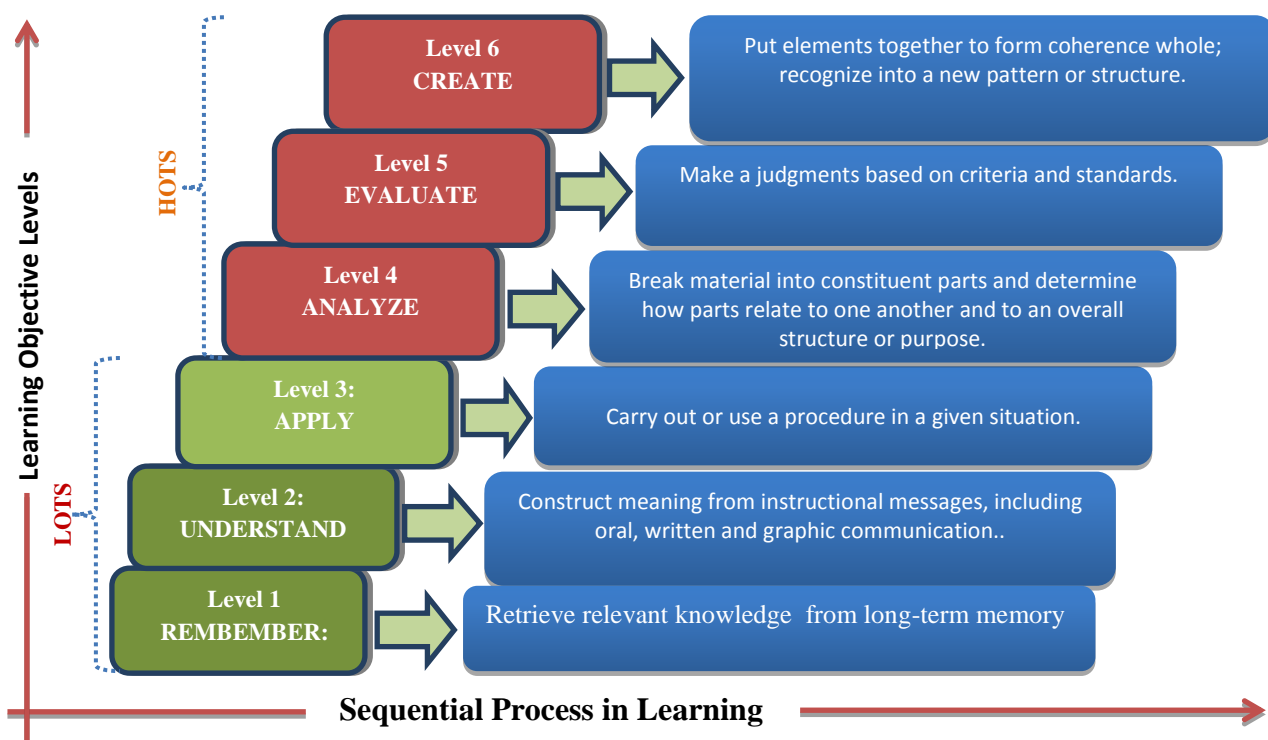 Level 6
CREATE
Put elements together to form coherence whole;
recognize into a new pattern or structure.
Level 5
EVALUATE
Make a judgments based on criteria and standards.
Level 4
ANALYZE
Break material into constituent parts and determine
how parts relate to one another and to an overall
structure or purpose.
Level 3:
APPLY
Carry out or use a procedure in a given situation.
Level 2:
UNDERSTAND
Construct meaning from instructional messages, including
oral, written and graphic communication..
Level 1
REMBEMBER:
Retrieve relevant knowledge from long-term memory
HOTS
LOTS
Learning Objective Levels
Sequential Process in Learning